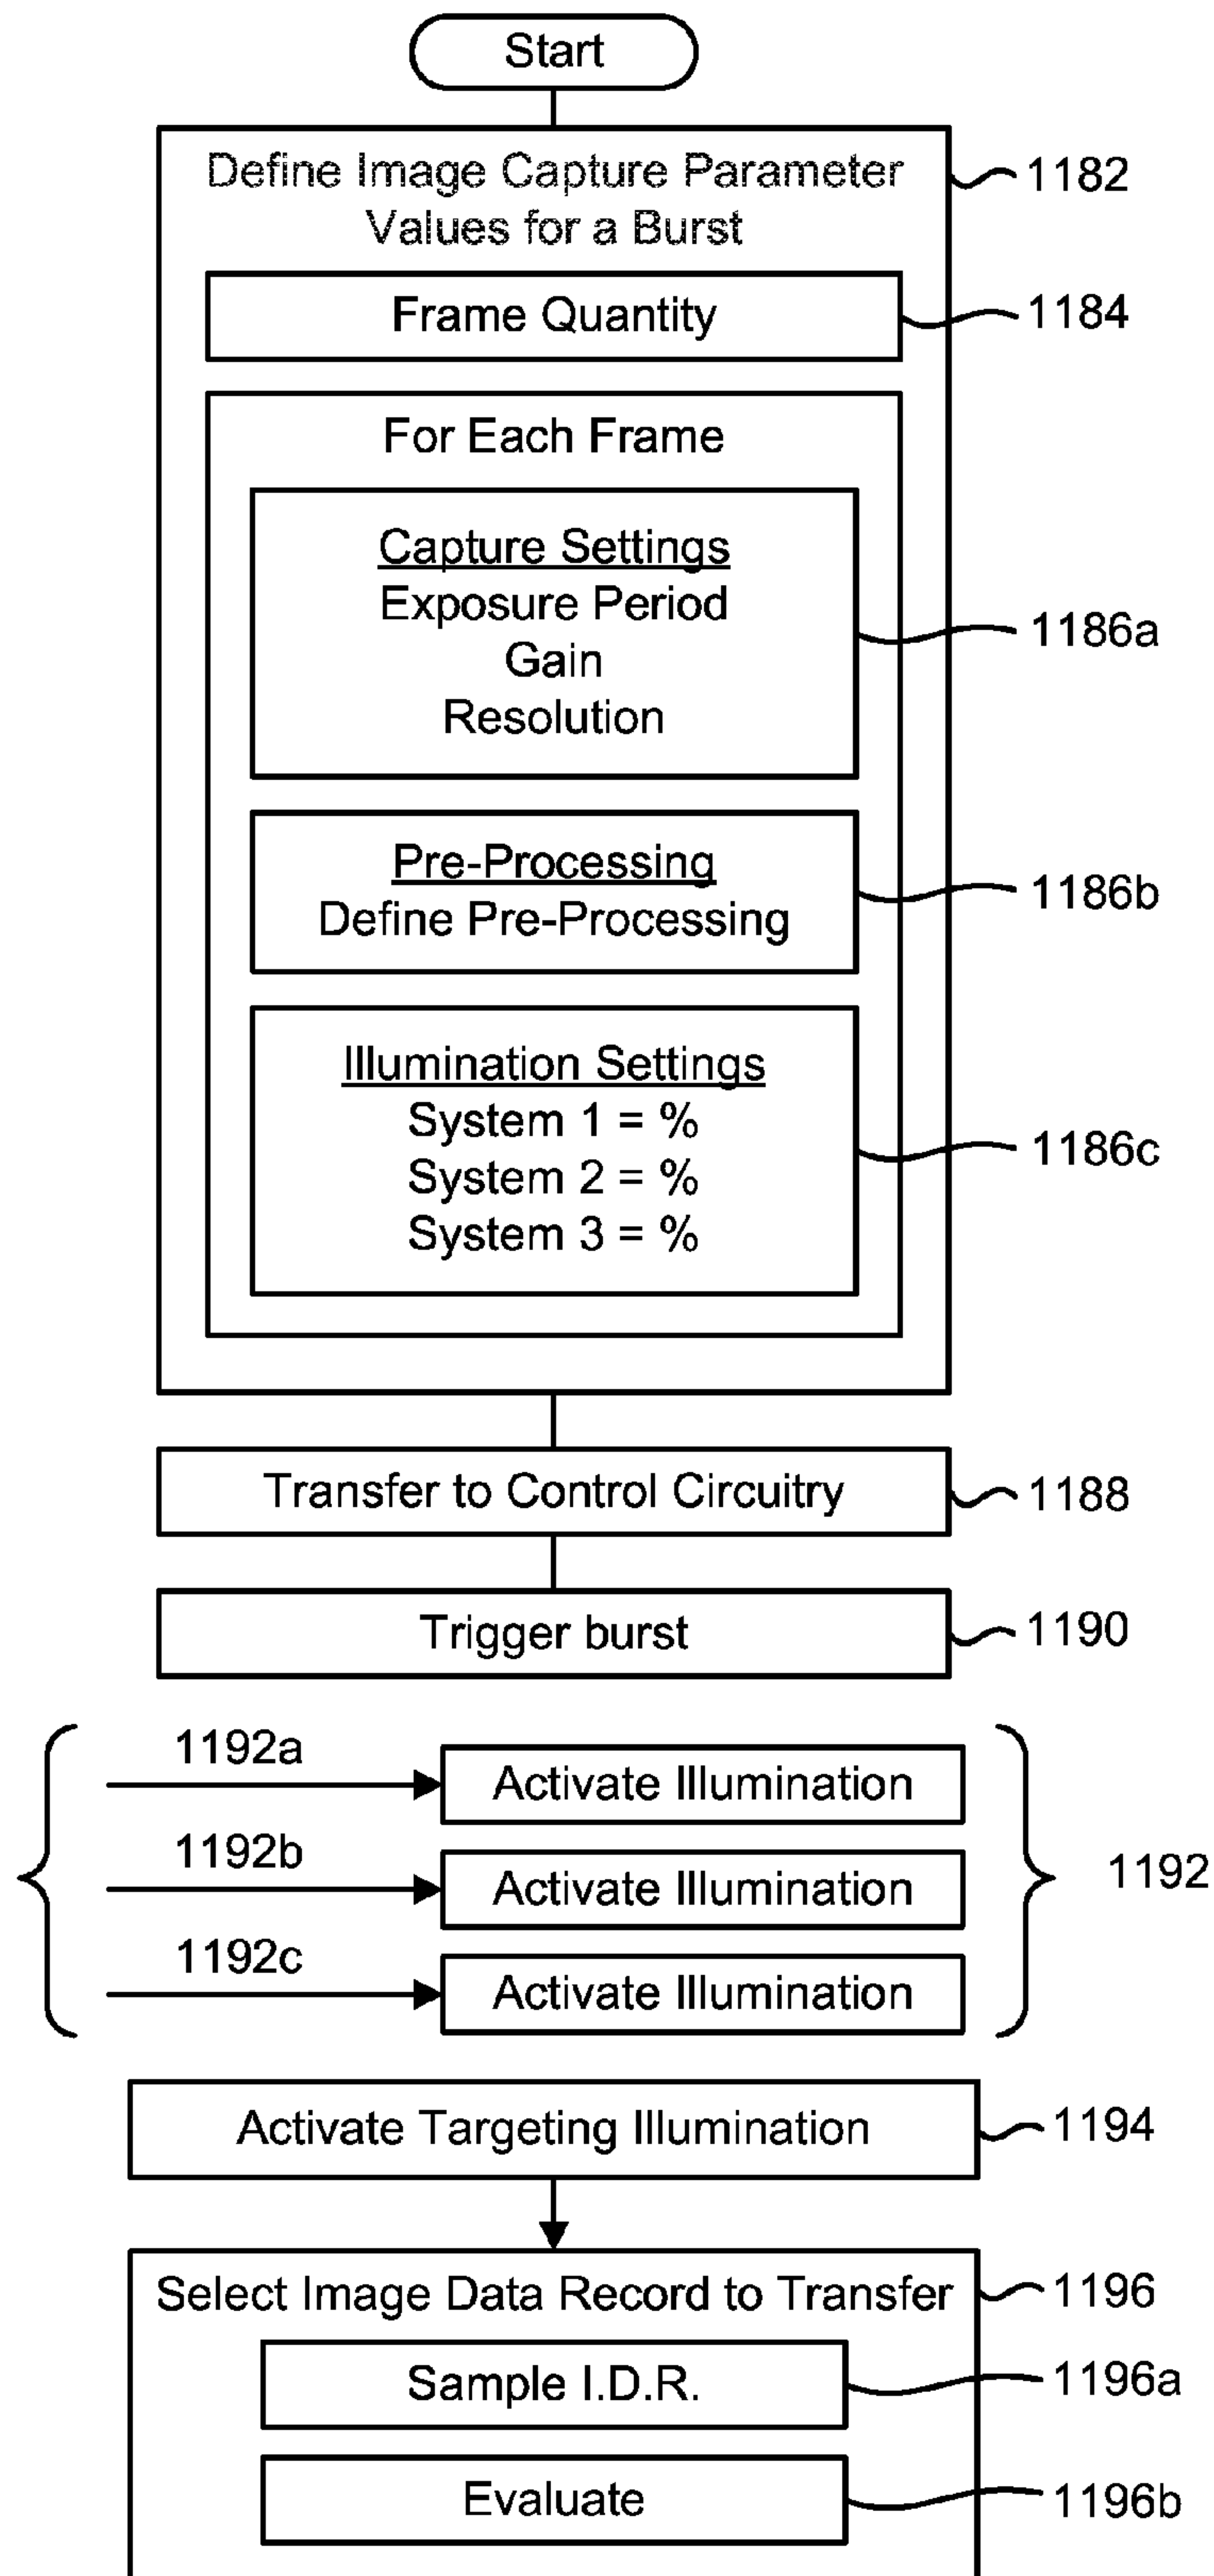 Start
Define Image Capture Parameter
Values for a Burst
1182
Frame Quantity
1184
For Each Frame
Capture Settings
Exposure Period
Gain
Resolution
1186a
Pre-Processing
Define Pre-Processing
1186b
Illumination Settings
System 1 = %
System 2 = %
System 3 = %
1186c
Transfer to Control Circuitry
1188
Trigger burst
1190
1192a
Activate Illumination
1192b
Activate Illumination
1192
1192c
Activate Illumination
Activate Targeting Illumination
1194
Select Image Data Record to Transfer
1196
Sample I.D.R.
1196a
Evaluate
1196b